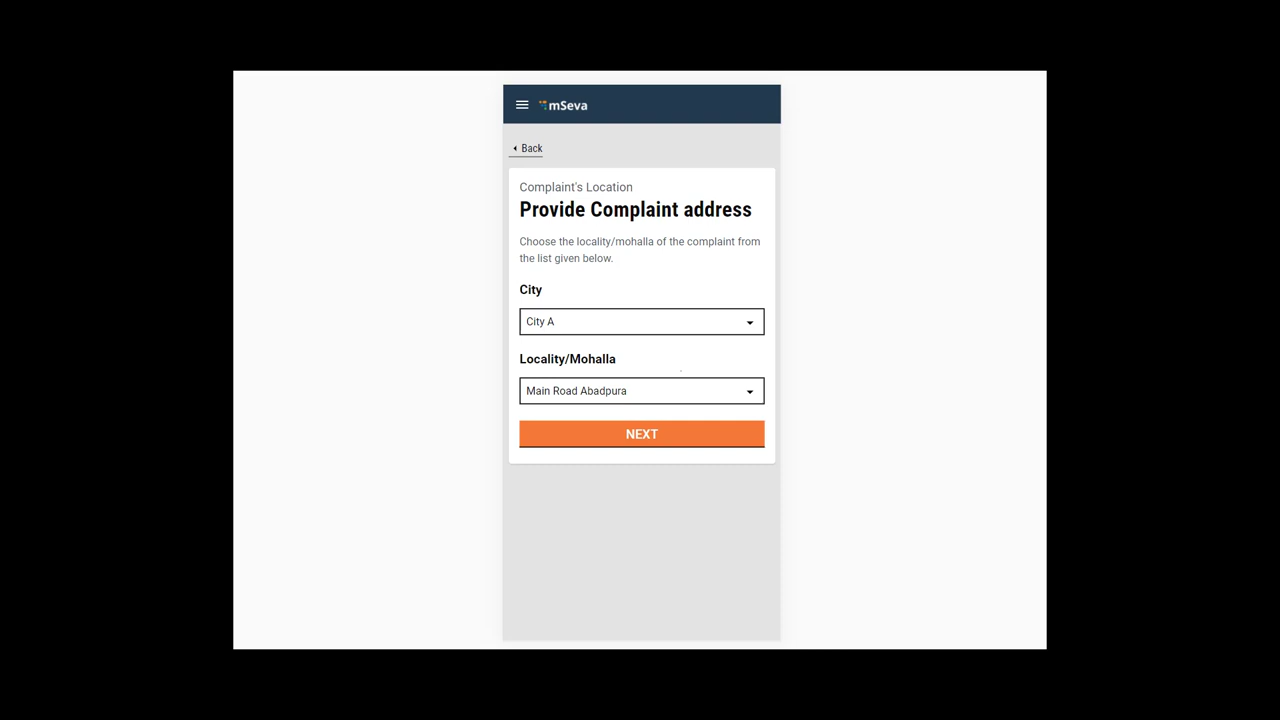 mSeva
Back
Complaint's Location
Provide Complaint address
Choose the locality/mohalla of the complaint from
the list given below.
City
City A
Locality/Mohalla
Main Road Abadpura
NEXT